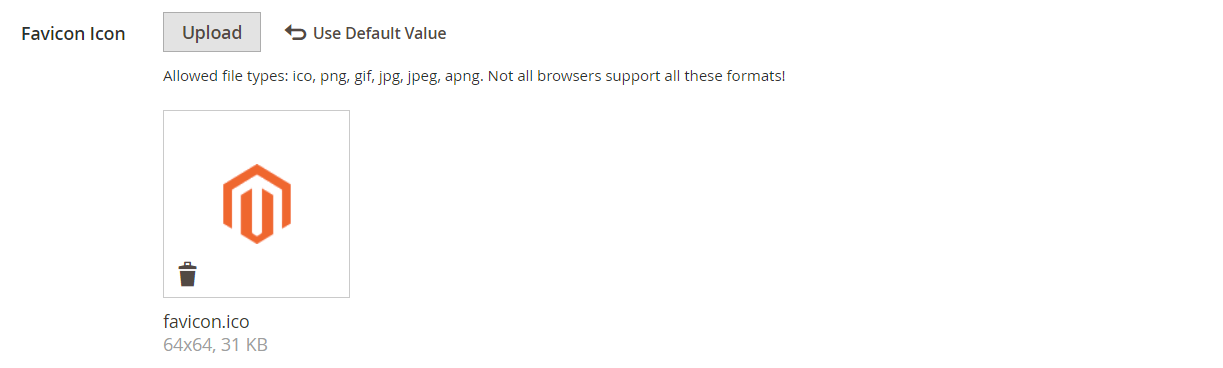 Favicon Icon Upload Use Default Value
Allowed file types: ico, png, gif, jpg, jpeg, apng. Not all browsers support all these formats!
favicon.ico
64x64, 31 KB